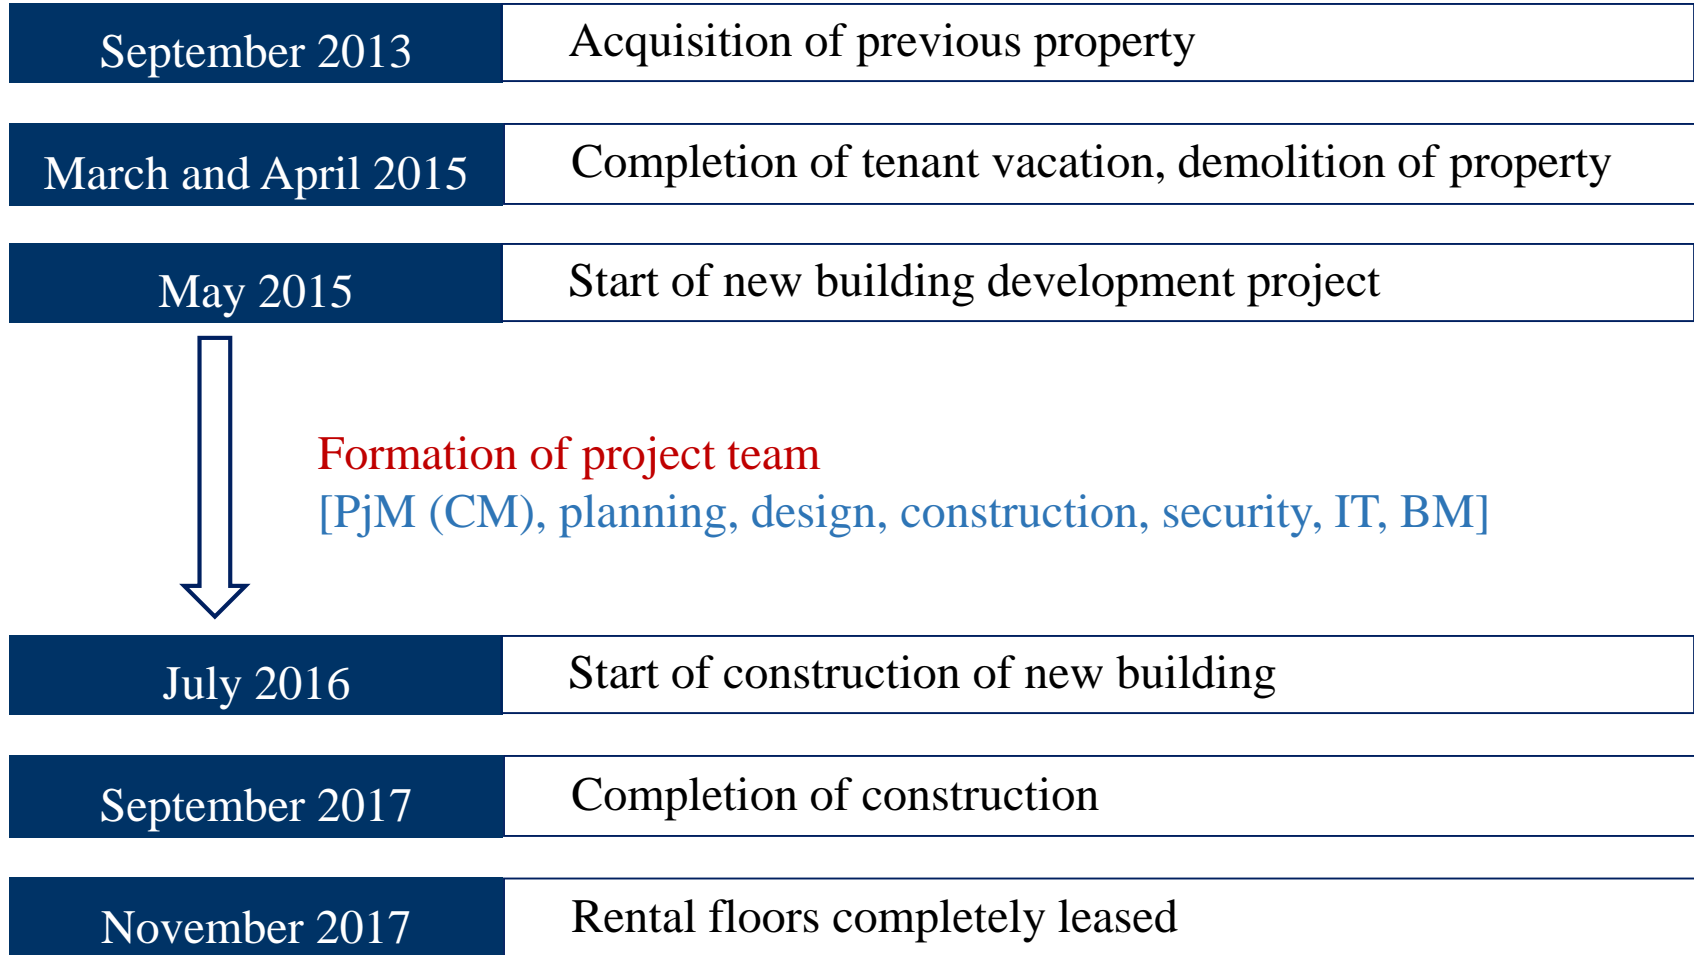 September 2013
Acquisition of previous property
March and April 2015
Completion of tenant vacation, demolition of property
May 2015
Start of new building development project
Formation of project team
[PjM (CM), planning, design, construction, security, IT, BM]
July 2016
Start of construction of new building
September 2017
Completion of construction
November 2017
Rental floors completely leased